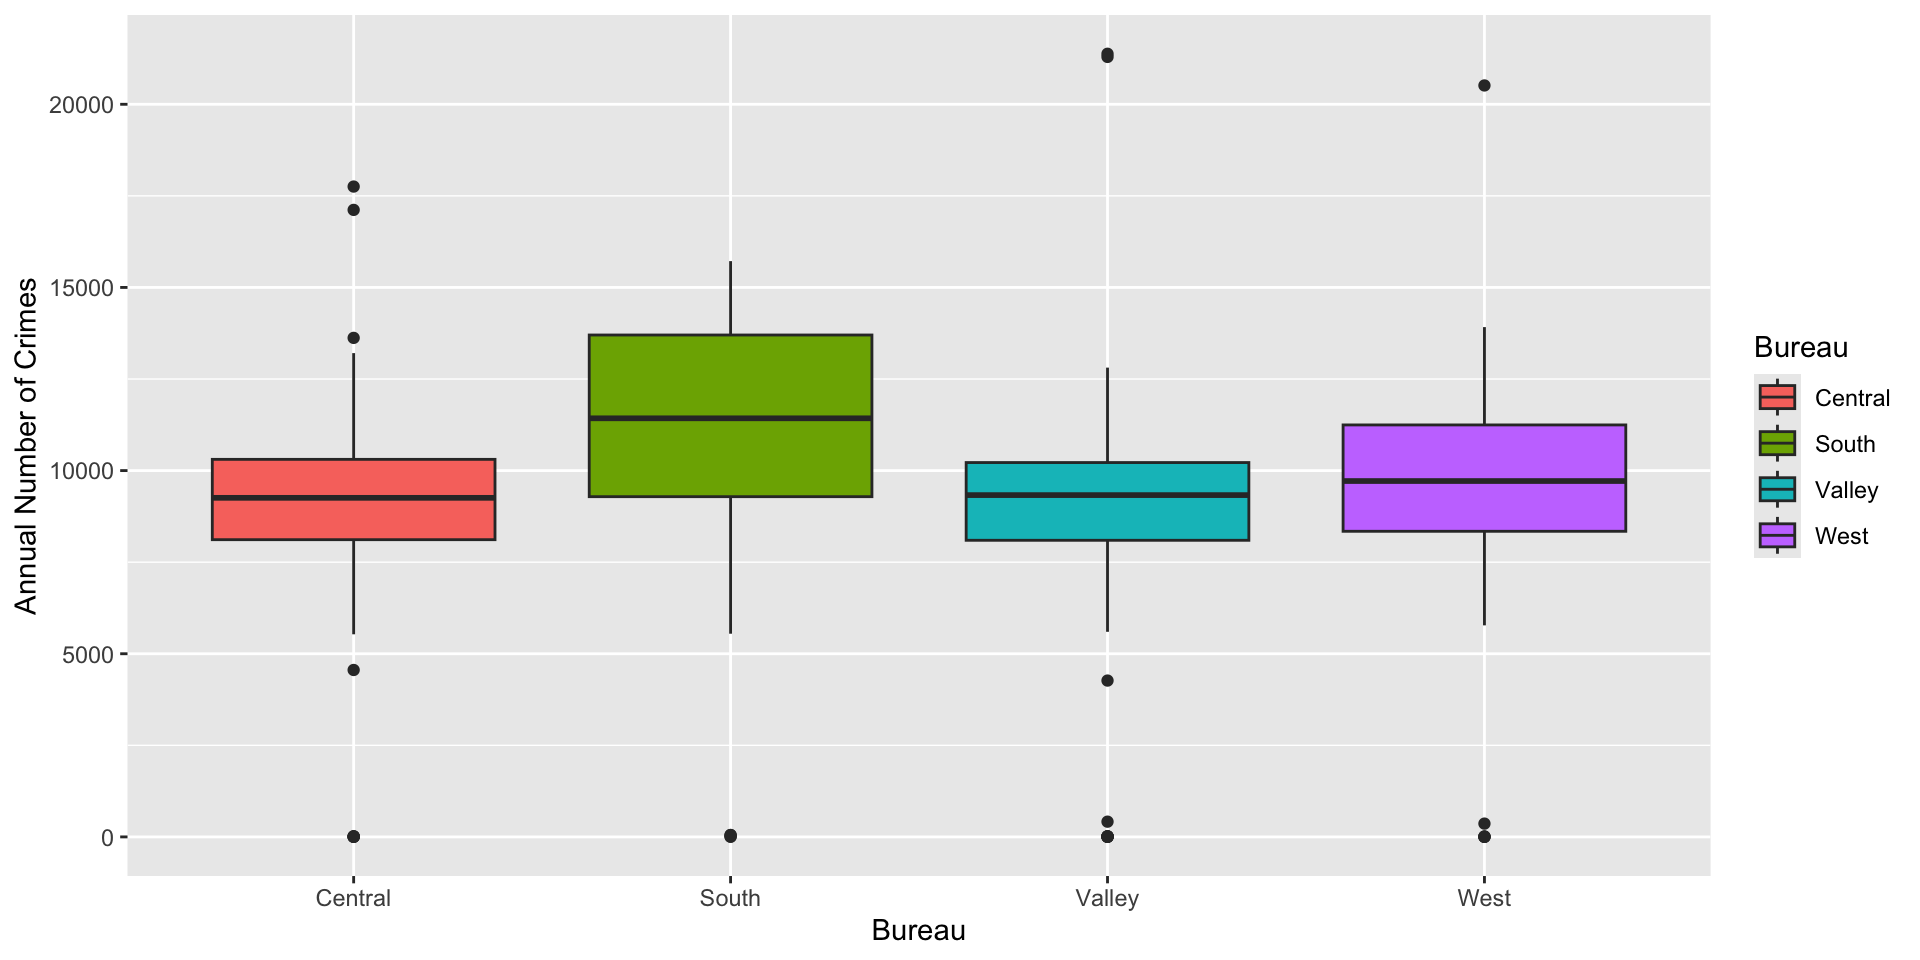 20000
15000
10000
5000
0
Annual Number of Crimes
Central
South
Valley
West
Bureau
Bureau
Central
South
Valley
West